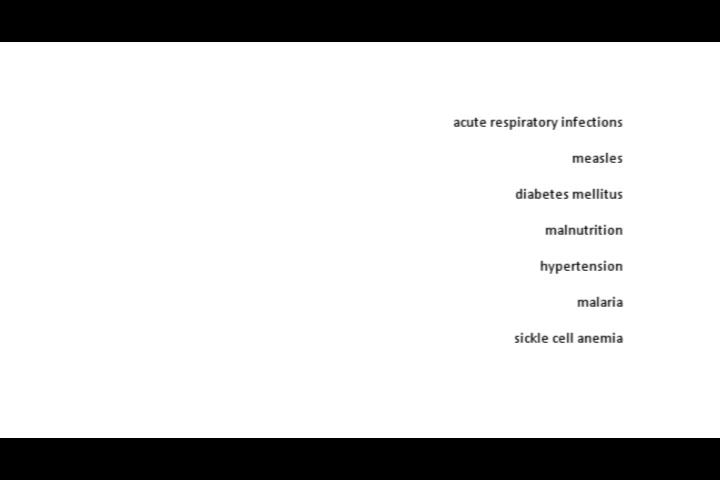 acute respiratory infections
measles
diabetes mellitus
malnutrition
hypertension
malaria
sickle cell anemia